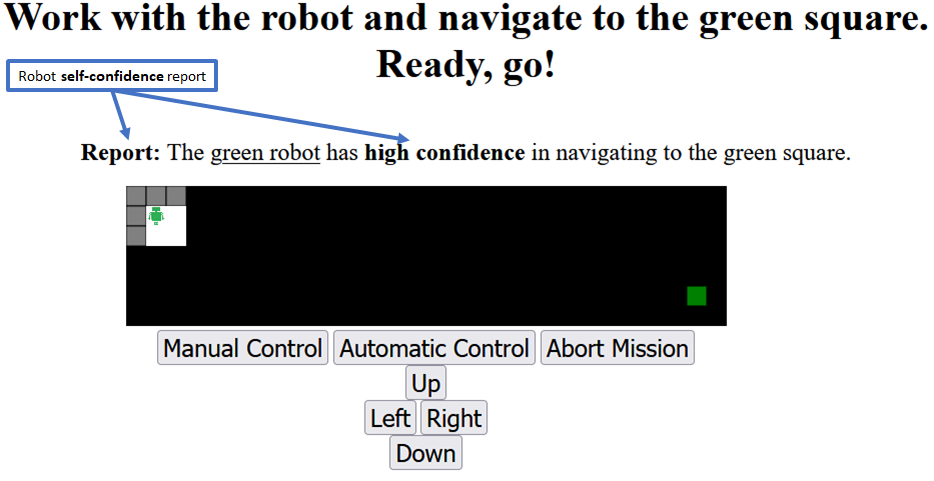 Work with the robot and navigate to the green square.
Ready, go!
Robot self-confidence report
Report: The green robot has high confidence in navigating to the green square.
Manual Control Automatic Control Abort Mission
Up
Left Right
Down